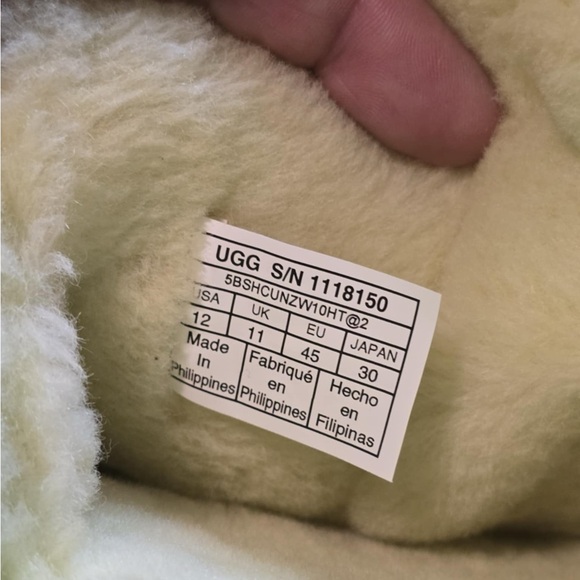 UGG S/N 1118150
5BSHCUNZW10HT@2
USA UK EU JAPAN
12 11 45 30
Made in Philippines
Fabriqué en Philippines
Hecho en Filipinas